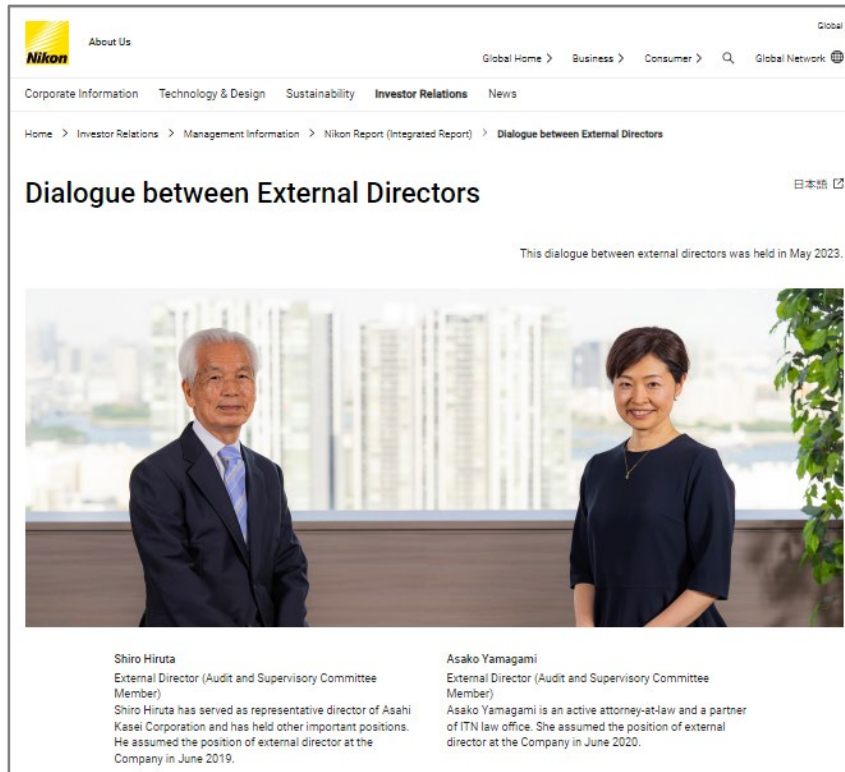 Global
Nikon
About Us
Global Home > Business > Consumer > Global Network
Corporate Information Technology & Design Sustainability Investor Relations News
Home > Investor Relations > Management Information > Nikon Report (Integrated Report) > Dialogue between External Directors
Dialogue between External Directors
日本語
This dialogue between external directors was held in May 2023.
Shiro Hiruta
External Director (Audit and Supervisory Committee
Member)
Shiro Hiruta has served as representative director of Asahi
Kasei Corporation and has held other important positions.
He assumed the position of external director at the
Company in June 2019.
Asako Yamagami
External Director (Audit and Supervisory Committee
Member)
Asako Yamagami is an active attorney-at-law and a partner
of ITN law office. She assumed the position of external
director at the Company in June 2020.